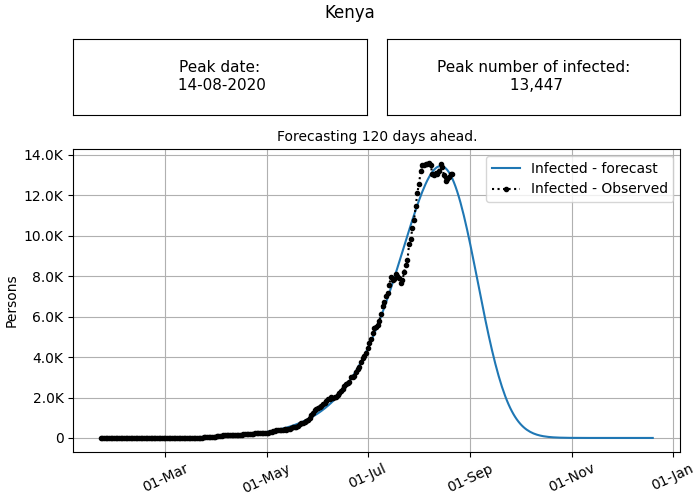 Kenya
Peak date:
14-08-2020
Peak number of infected:
13,447
Forecasting 120 days ahead.
14.0K
12.0K
10.0K
8.0K
6.0K
4.0K
2.0K
0
Persons
Infected - forecast
Infected - Observed
01-Mar
01-May
01-Jul
01-Sep
01-Nov
01-Jan